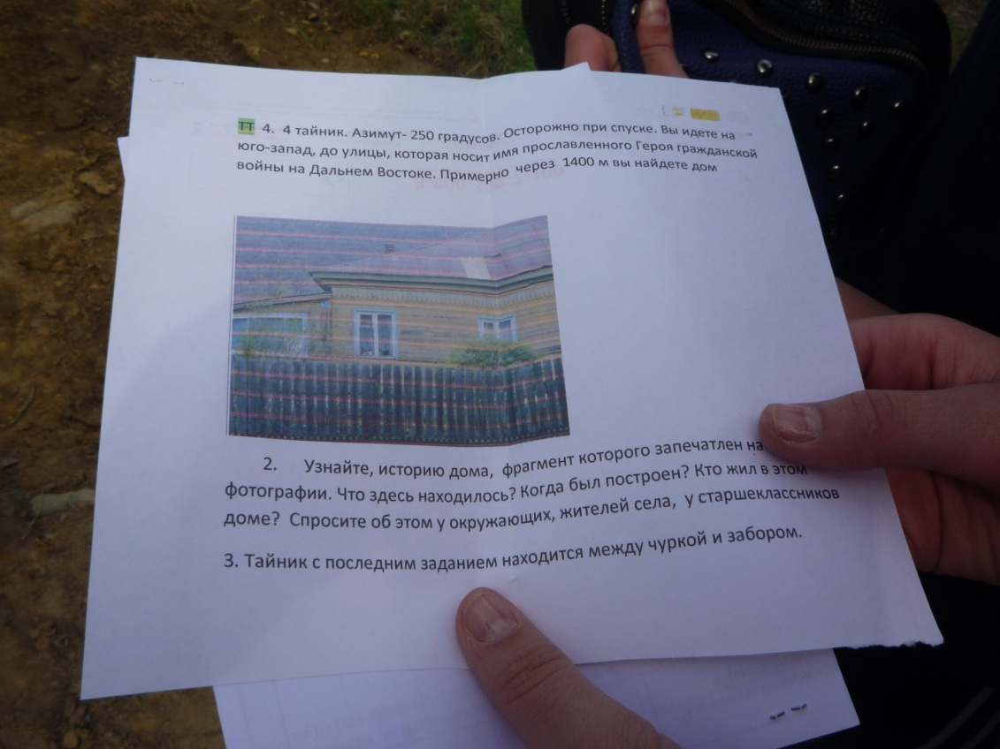 ТТ 4. 4 тайник. Азимут- 250 градусов. Осторожно при спуске. Вы идете на
юго-запад, до улицы, которая носит имя прославленного Героя гражданской
войны на Дальнем Востоке. Примерно через 1400 м вы найдете дом
2. Узнайте, историю дома, фрагмент которого запечатлен на
фотографии. Что здесь находилось? Когда был построен? Кто жил в этом
доме? Спросите об этом у окружающих, жителей села, у старшеклассников
3. Тайник с последним заданием находится между чуркой и забором.